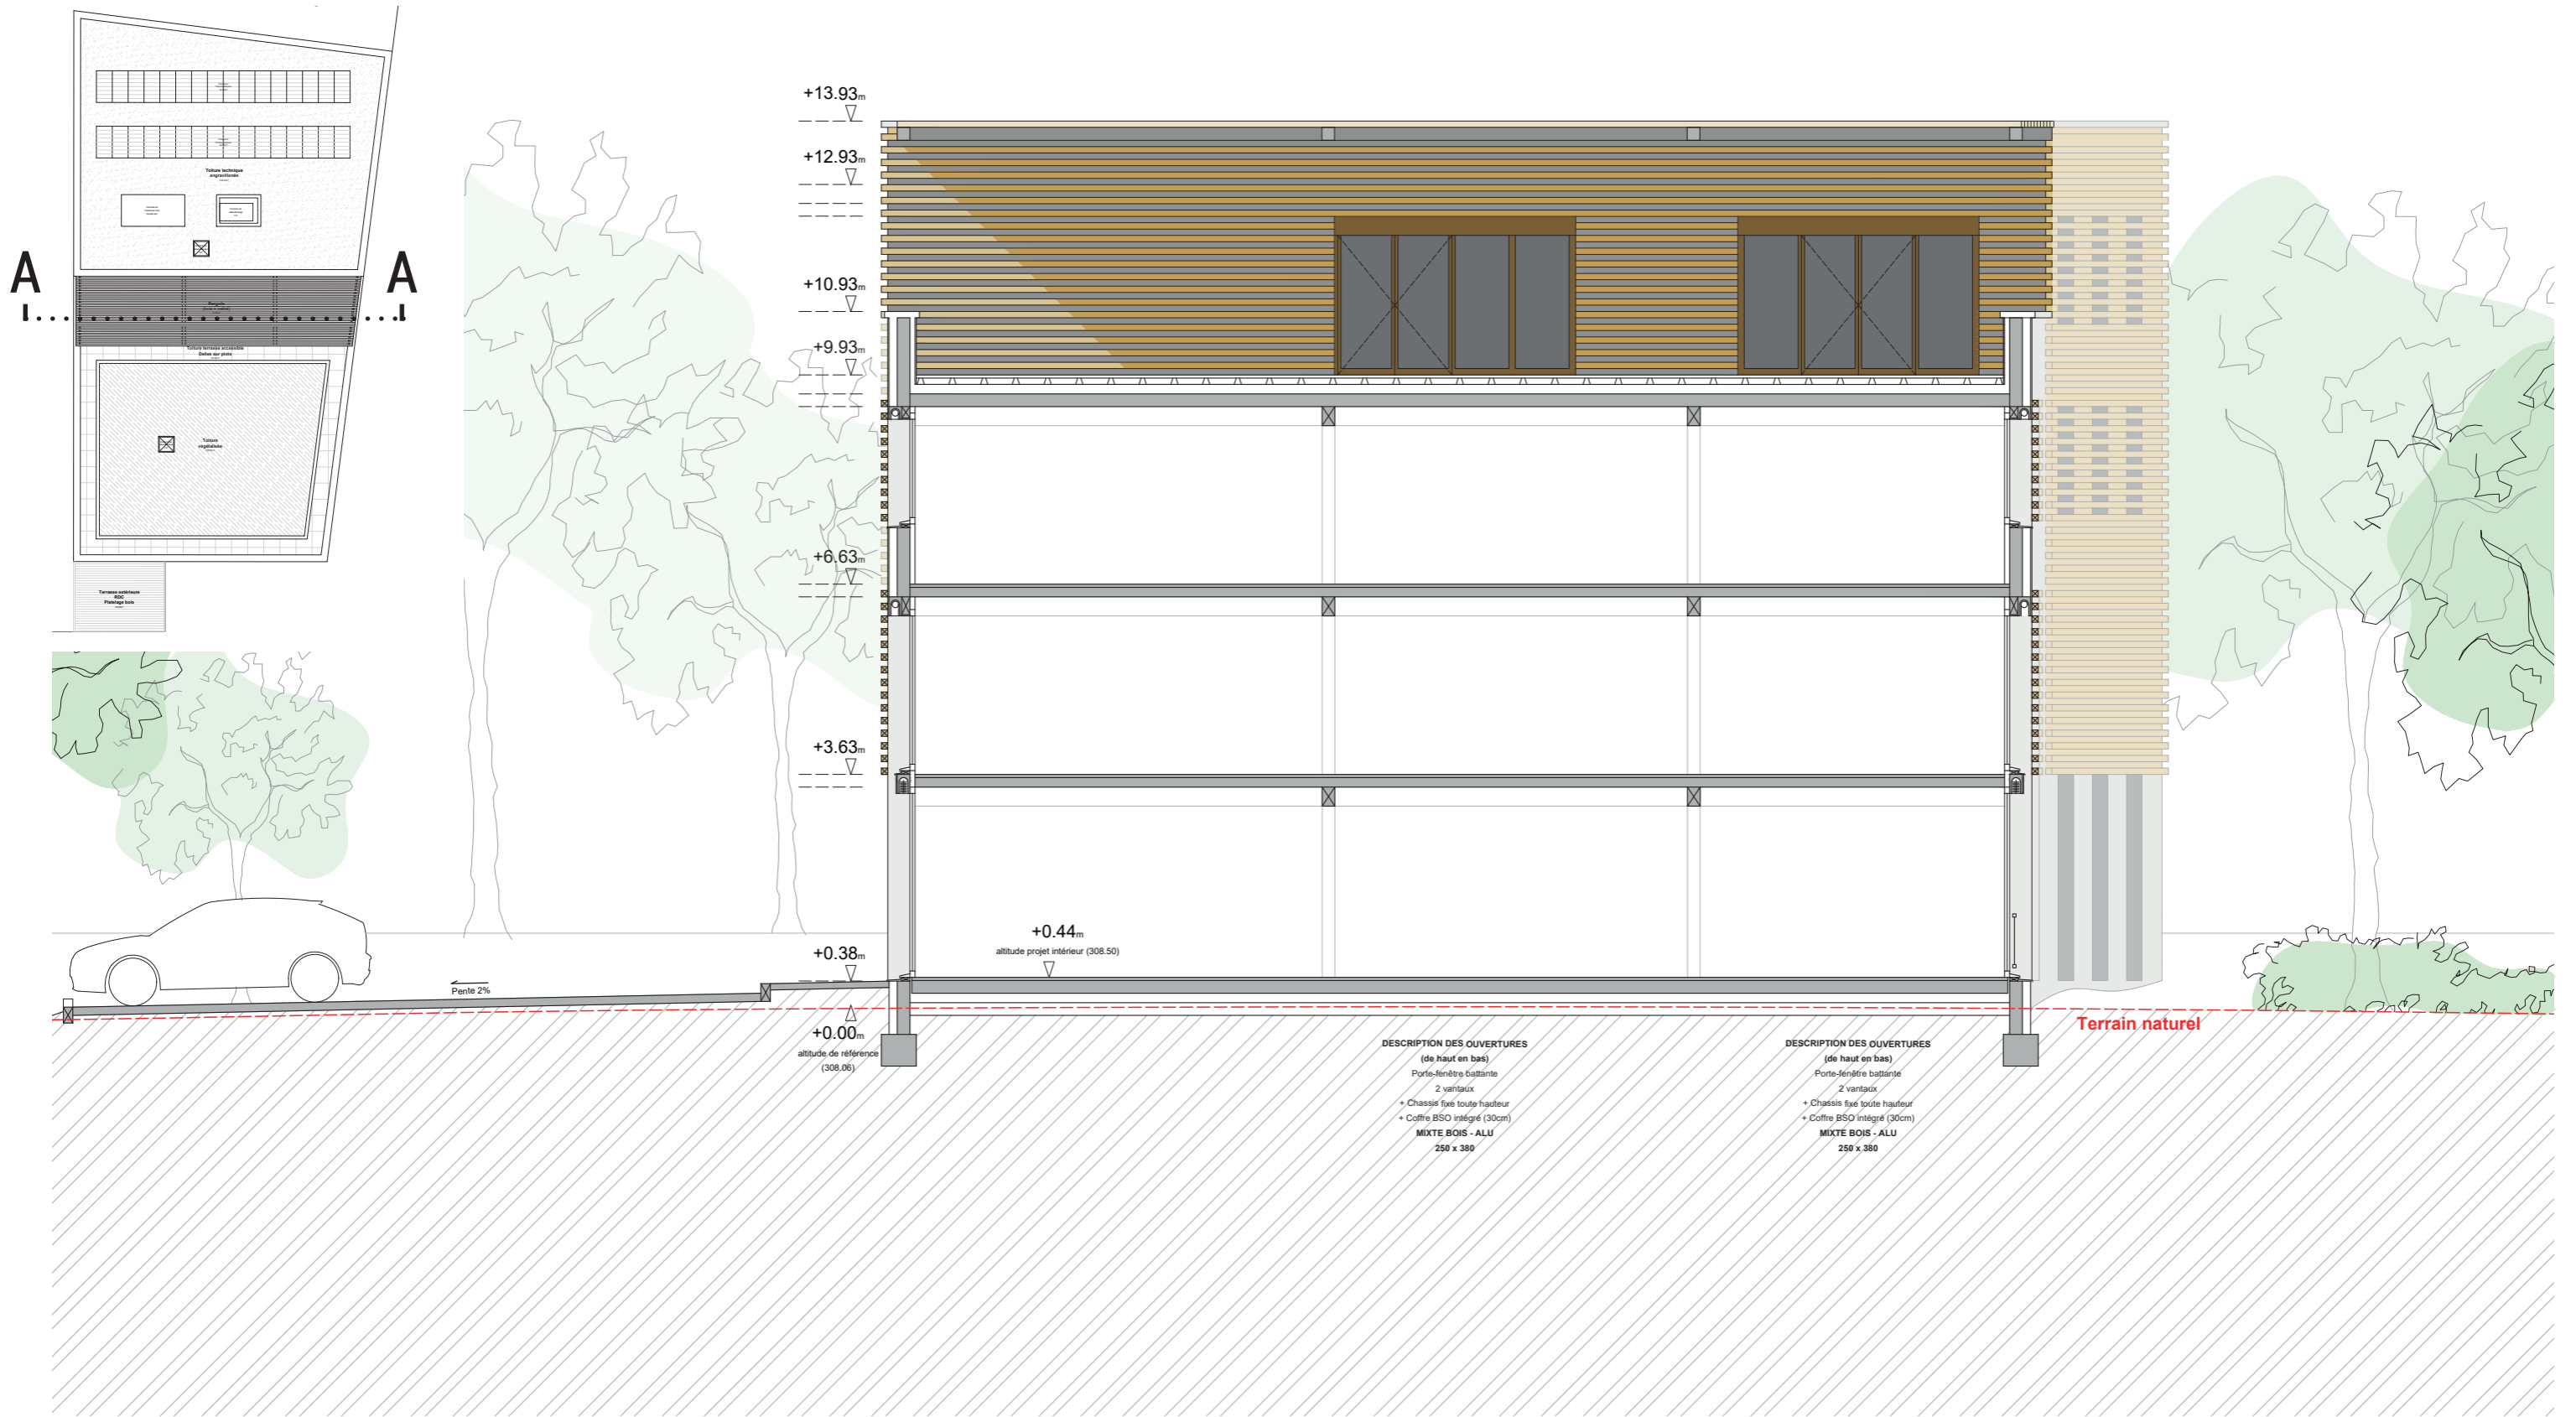 A
A
Toiture technique
engravillonée
Toiture terrasse accessible
Dalles sur plots
Toiture
végétalisée
Terrasse extérieure
RDC
Platelage bois
+13.93m
+12.93m
+10.93m
+9.93m
+6.63m
+3.63m
+0.44m
altitude projet intérieur (308.50)
+0.38m
Pente 2%
+0.00m
altitude de référence
(308.06)
Terrain naturel
DESCRIPTION DES OUVERTURES
(de haut en bas)
Porte-fenêtre battante
2 vantaux
+ Chassis fixe toute hauteur
+ Coffre BSO intégré (30cm)
MIXTE BOIS - ALU
250 x 380
DESCRIPTION DES OUVERTURES
(de haut en bas)
Porte-fenêtre battante
2 vantaux
+ Chassis fixe toute hauteur
+ Coffre BSO intégré (30cm)
MIXTE BOIS - ALU
250 x 380